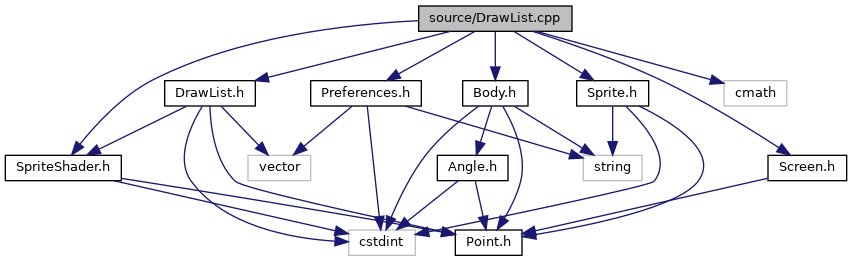 source/DrawList.cpp
DrawList.h
Preferences.h
Body.h
Sprite.h
cmath
SpriteShader.h
vector
Angle.h
string
Screen.h
cstdint
Point.h